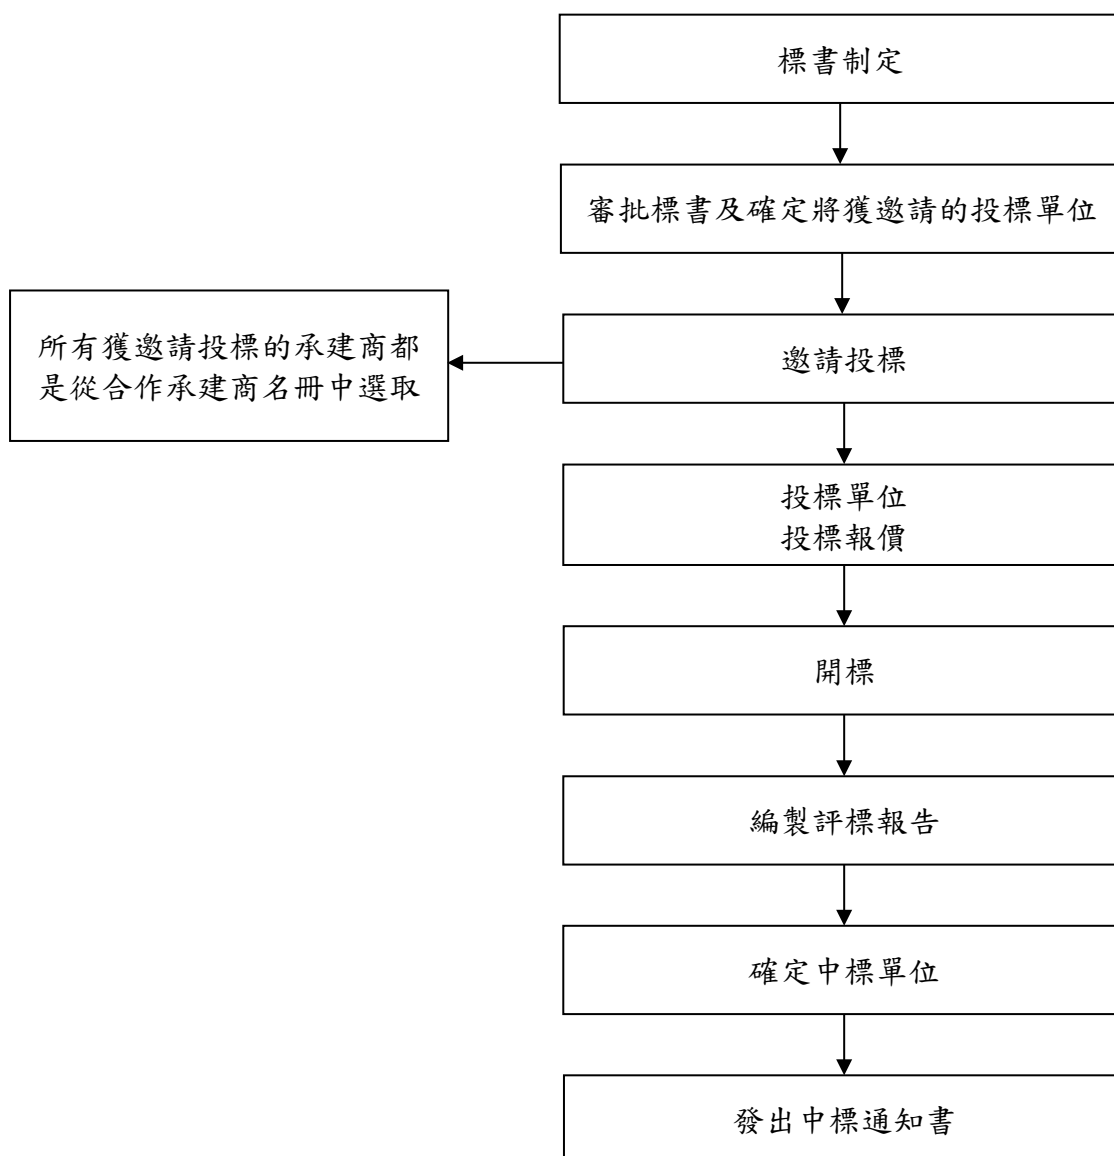 標書制定
審批標書及確定將獲邀請的投標單位
所有獲邀請投標的承建商都
是從合作承建商名冊中選取
邀請投標
投標單位
投標報價
開標
編製評標報告
確定中標單位
發出中標通知書